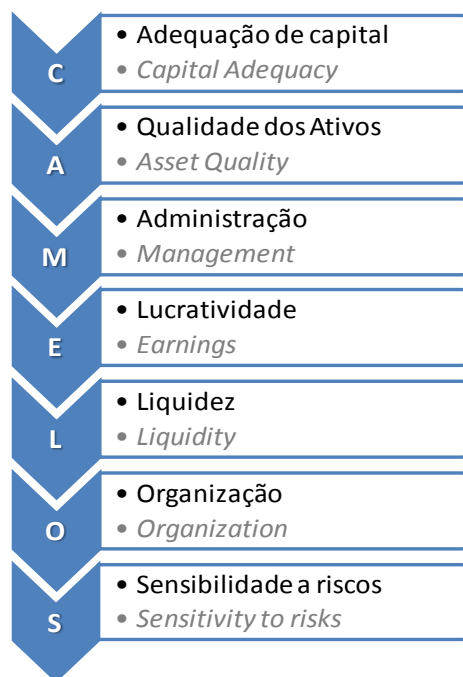 C
• Adequação de capital
• Capital Adequacy
A
• Qualidade dos Ativos
• Asset Quality
M
• Administração
• Management
E
• Lucratividade
• Earnings
L
• Liquidez
• Liquidity
O
• Organização
• Organization
S
• Sensibilidade a riscos
• Sensitivity to risks